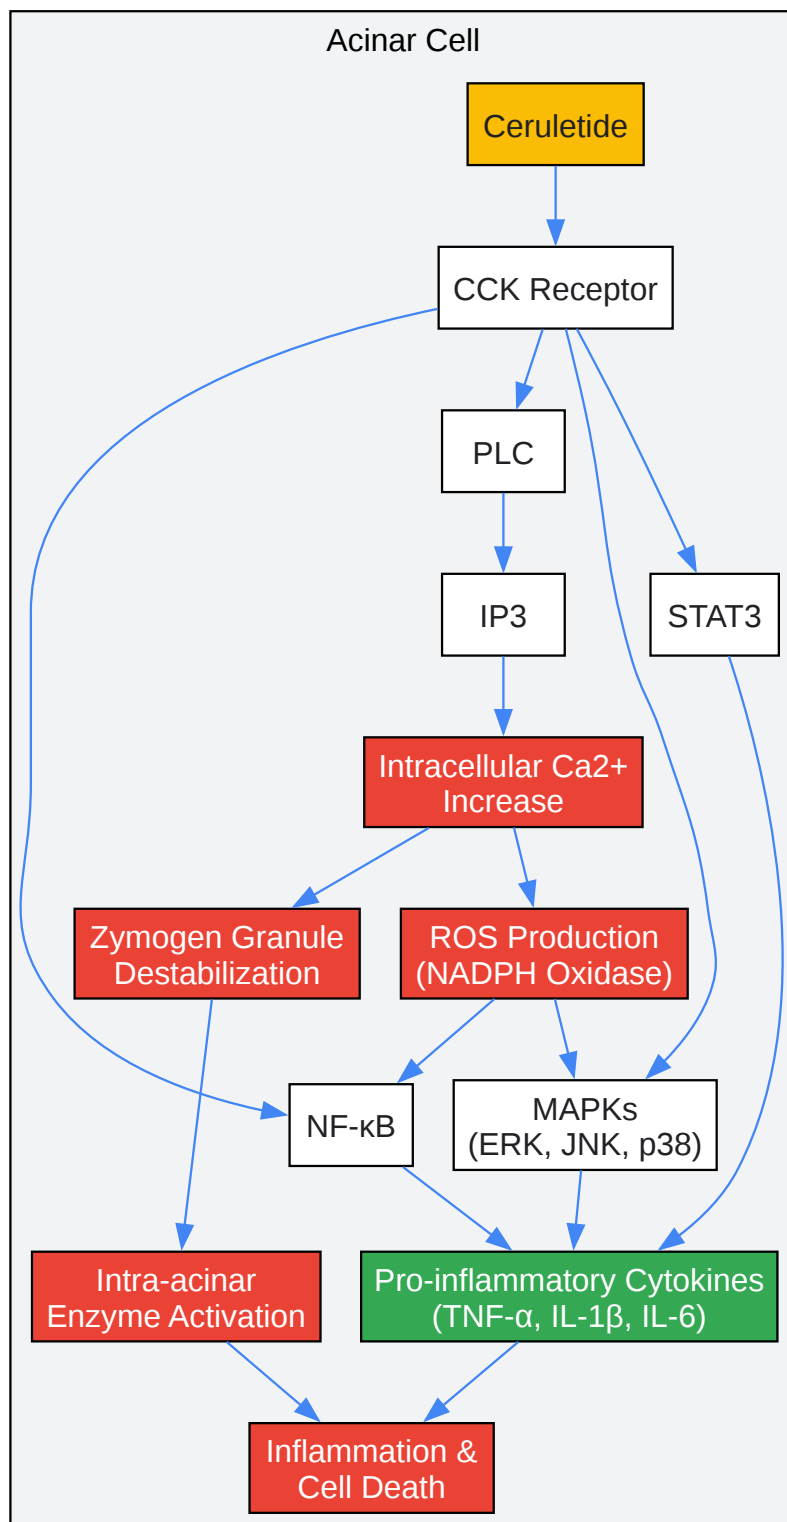 Acinar Cell
Ceruletide
CCK Receptor
PLC
IP3
STAT3
Intracellular Ca2+
Increase
Zymogen Granule
Destabilization
ROS Production
(NADPH Oxidase)
NF-κB
MAPKs
(ERK, JNK, p38)
Intra-acinar
Enzyme Activation
Pro-inflammatory Cytokines
(TNF-α, IL-1β, IL-6)
Inflammation &
Cell Death